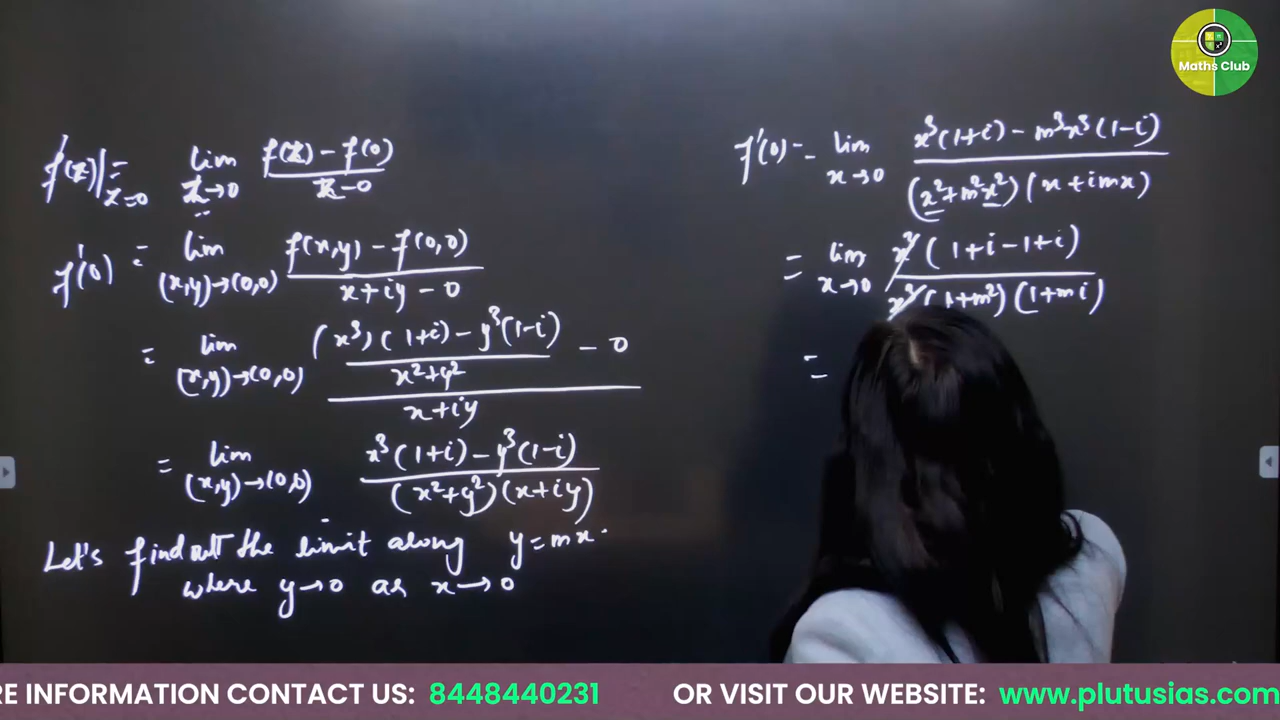 Maths Club
f'(z)|z=0 = lim z→0 f(z) - f(0) / z - 0
f'(0) = lim (x,y)→(0,0) f(x,y) - f(0,0) / x+iy - 0
= lim (x,y)→(0,0) (x³)(1+i) - y³(1-i) / x²+y² - 0 / x+iy
= lim (x,y)→(0,0) x³(1+i) - y³(1-i) / (x²+y²)(x+iy)
Let's find out the limit along y = mx
where y→0 as x→0
f'(0) = lim x→0 x³(1+i) - m³x³(1-i) / (x²+m²x²)(x+imx)
= lim x→0 x³(1+i-1+i) / x³(1+m²)(1+mi)
=
RE INFORMATION CONTACT US: 8448440231 OR VISIT OUR WEBSITE: www.plutusias.com